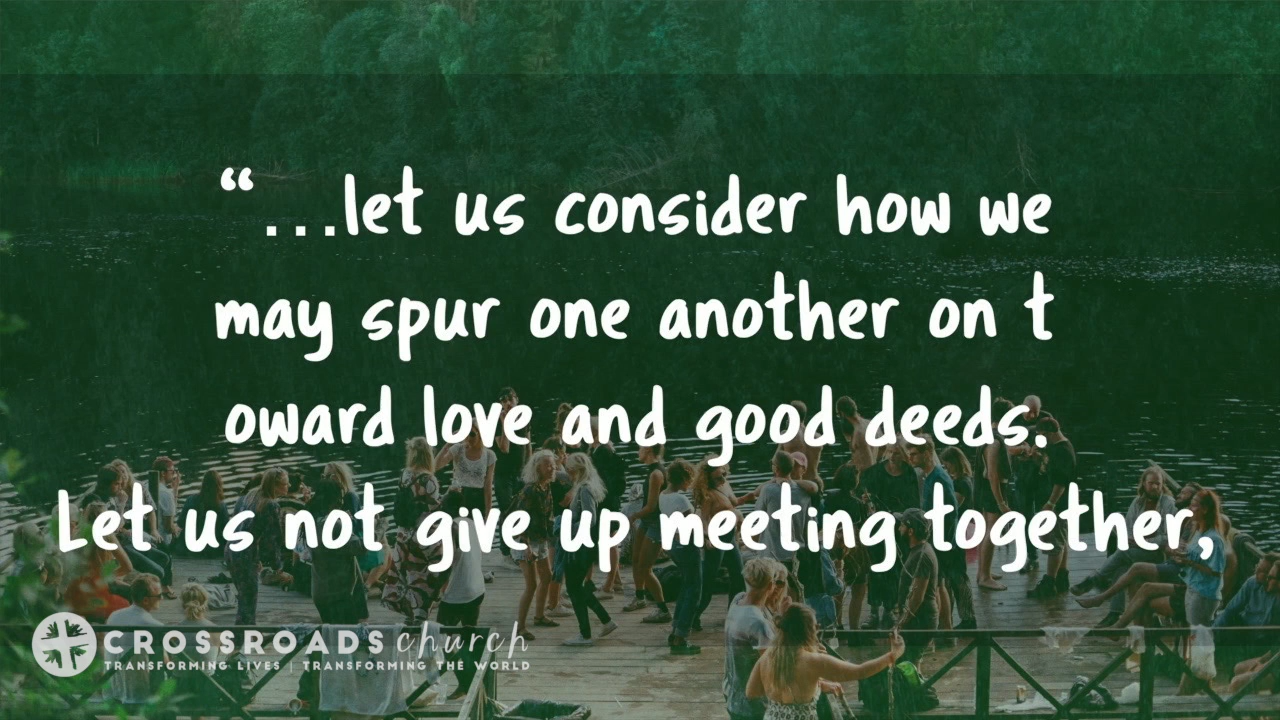 “...let us consider how we
may spur one another on t
oward love and good deeds.
Let us not give up meeting together,
CROSSROADS church
TRANSFORMING LIVES | TRANSFORMING THE WORLD